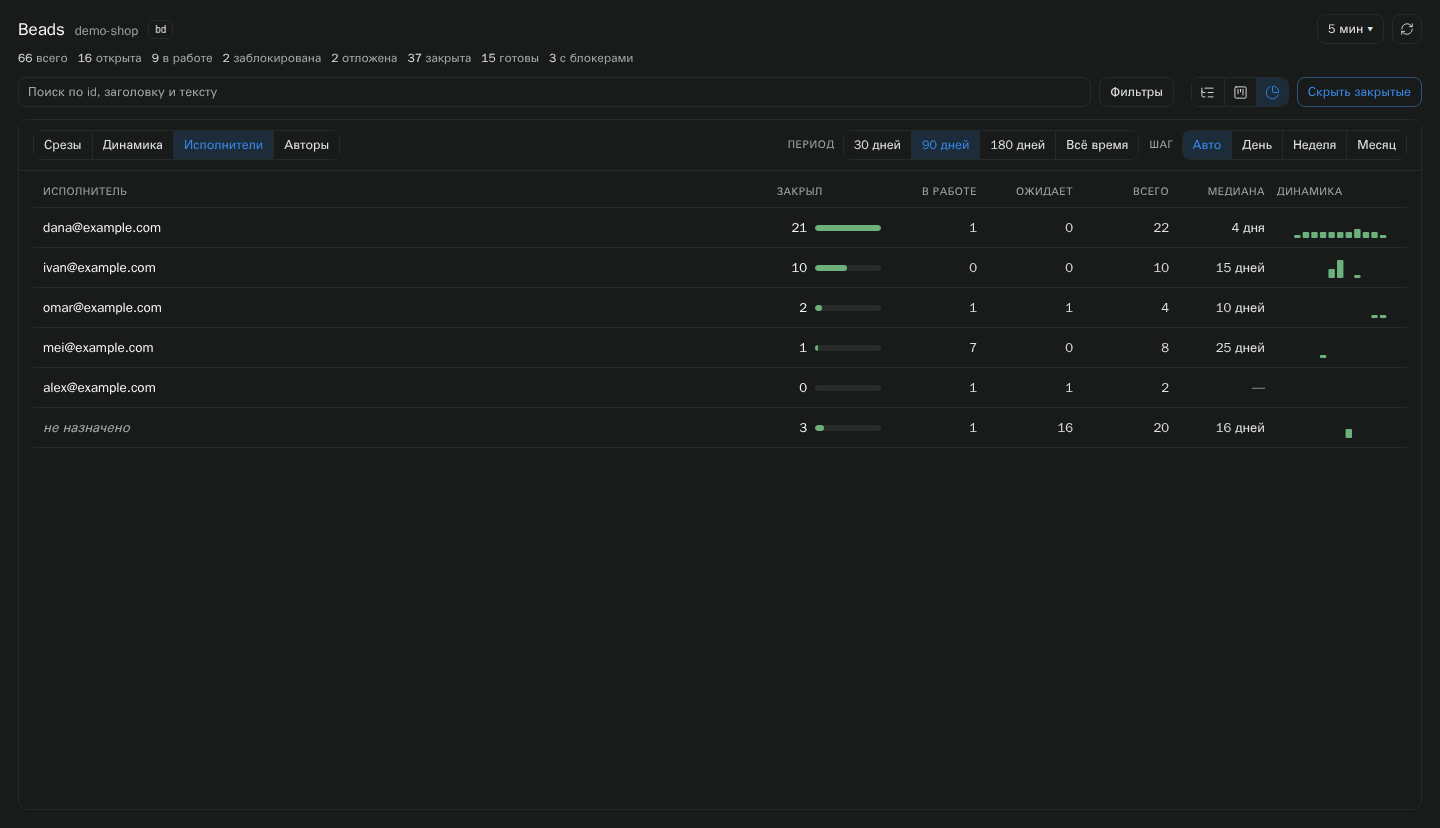 Beads demo-shop bd 5 мин
66 всего 16 открыта 9 в работе 2 заблокирована 2 отложена 37 закрыта 15 готовы 3 с блокерами
Поиск по id, заголовку и тексту Фильтры Скрыть закрытые
Срезы Динамика Исполнители Авторы ПЕРИОД 30 дней 90 дней 180 дней Всё время ШАГ Авто День Неделя Месяц
ИСПОЛНИТЕЛЬ ЗАКРЫЛ В РАБОТЕ ОЖИДАЕТ ВСЕГО МЕДИАНА ДИНАМИКА
dana@example.com 21 1 0 22 4 дня
ivan@example.com 10 0 0 10 15 дней
omar@example.com 2 1 1 4 10 дней
mei@example.com 1 7 0 8 25 дней
alex@example.com 0 1 1 2 —
не назначено 3 1 16 20 16 дней